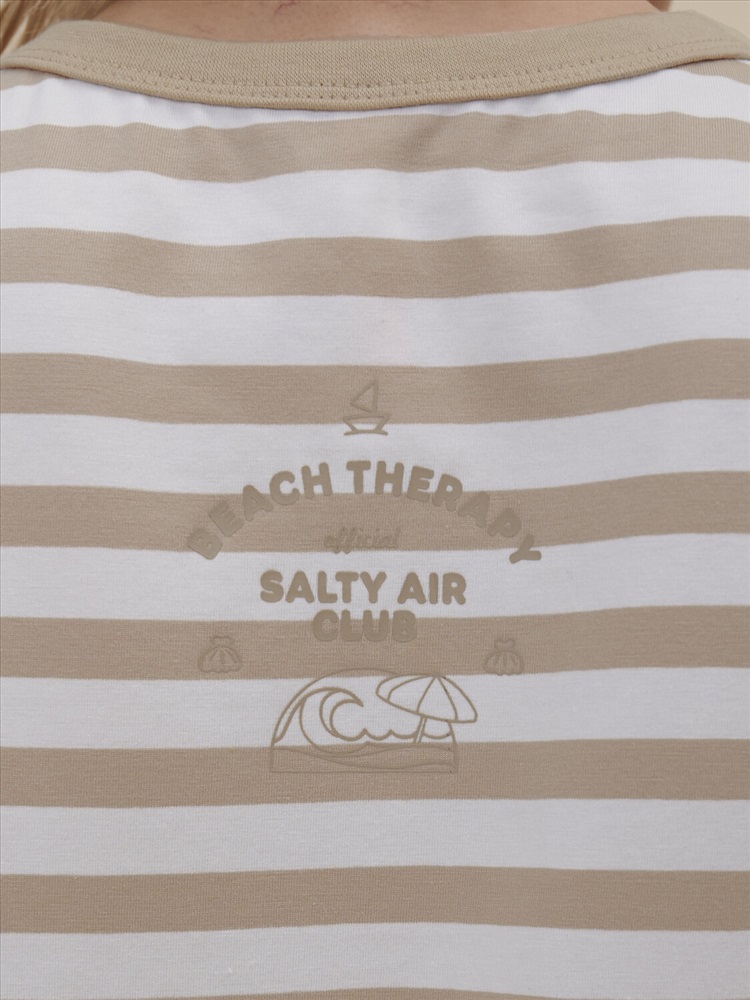 BEACH THERAPY
official
SALTY AIR
CLUB